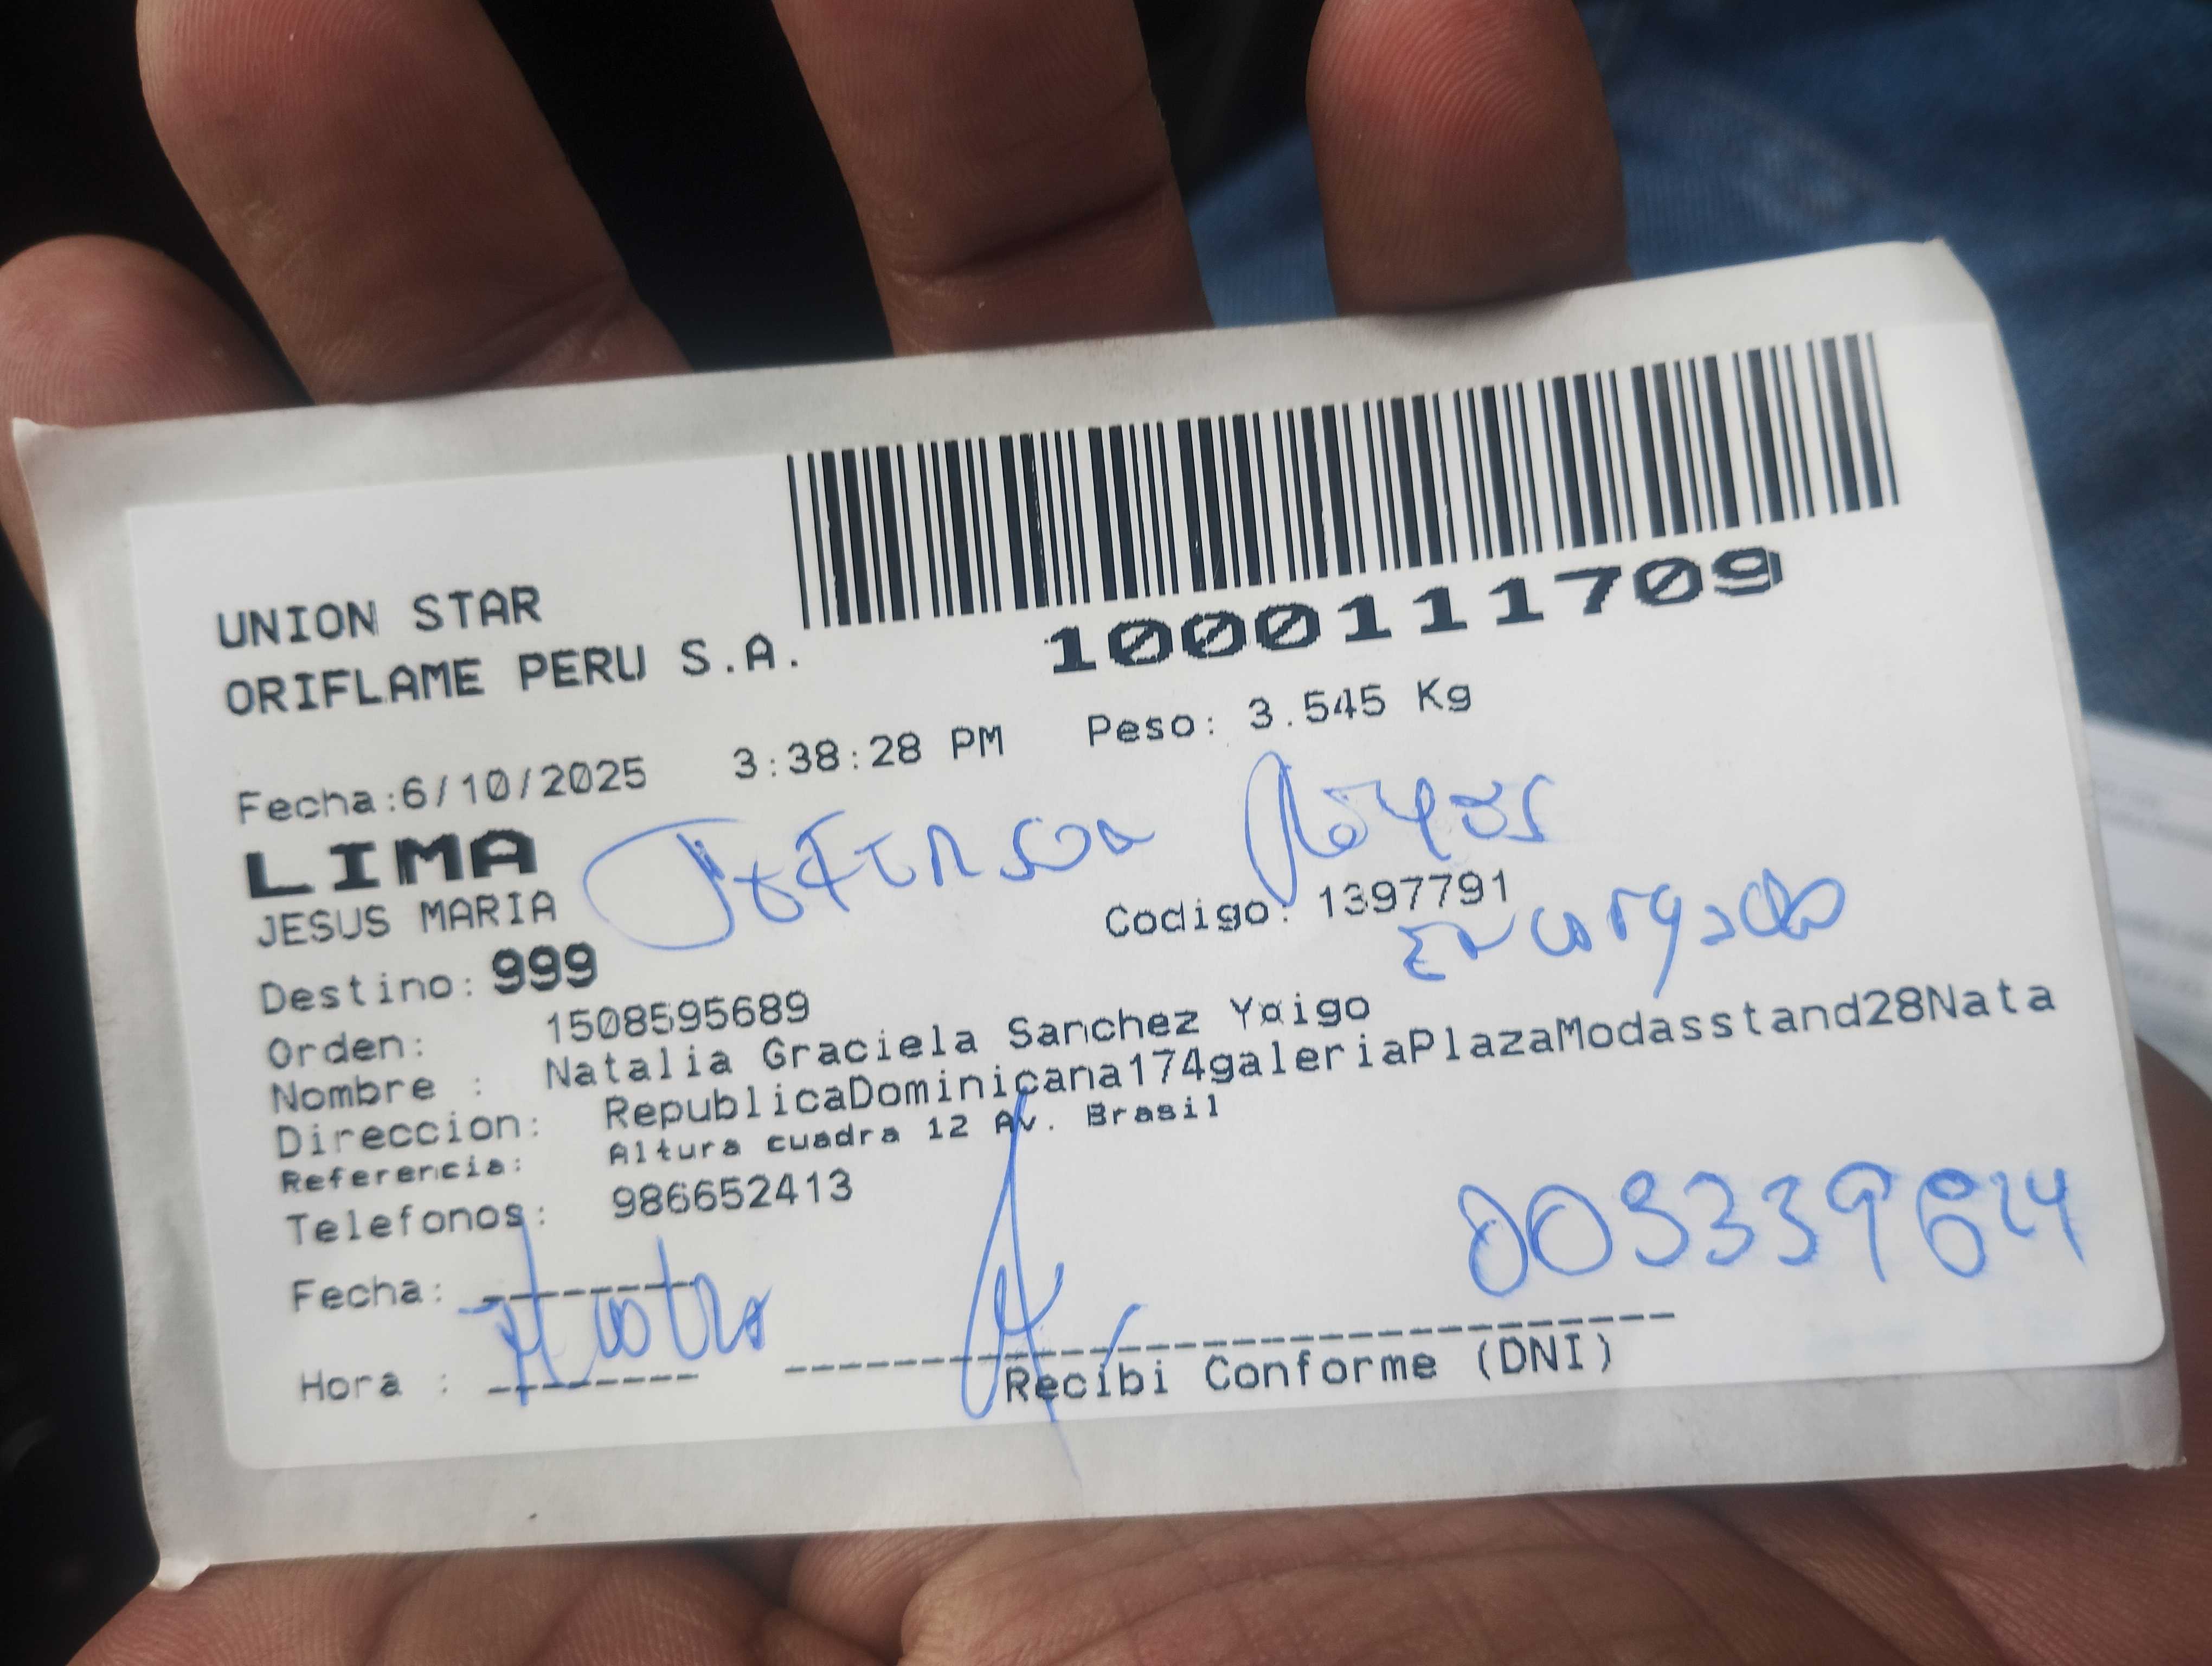 UNION STAR
ORIFLAME PERU S.A.
1000111709
Fecha:6/10/2025 3:38:28 PM Peso: 3.545 Kg
LIMA
Jefferson Reyes
JESUS MARIA
Codigo: 1397791
Encargado
Destino: 999
Orden: 1508595689
Nombre : Natalia Graciela Sanchez Yaigo
Direccion: RepublicaDominicana174galeriaPlazaModasstand28Nata
Referencia: Altura cuadra 12 Av. Brasil
Telefonos: 986652413
Fecha:
Hora :
Recibi Conforme (DNI)